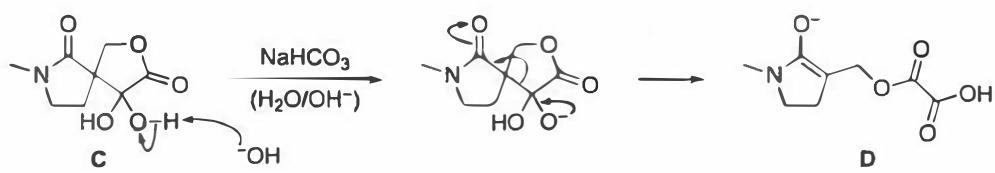 O O⁻
O NaHCO₃ O O
N O (H₂O/OH⁻) N O N O OH
HO O–H HO O⁻ O
C ⁻OH D